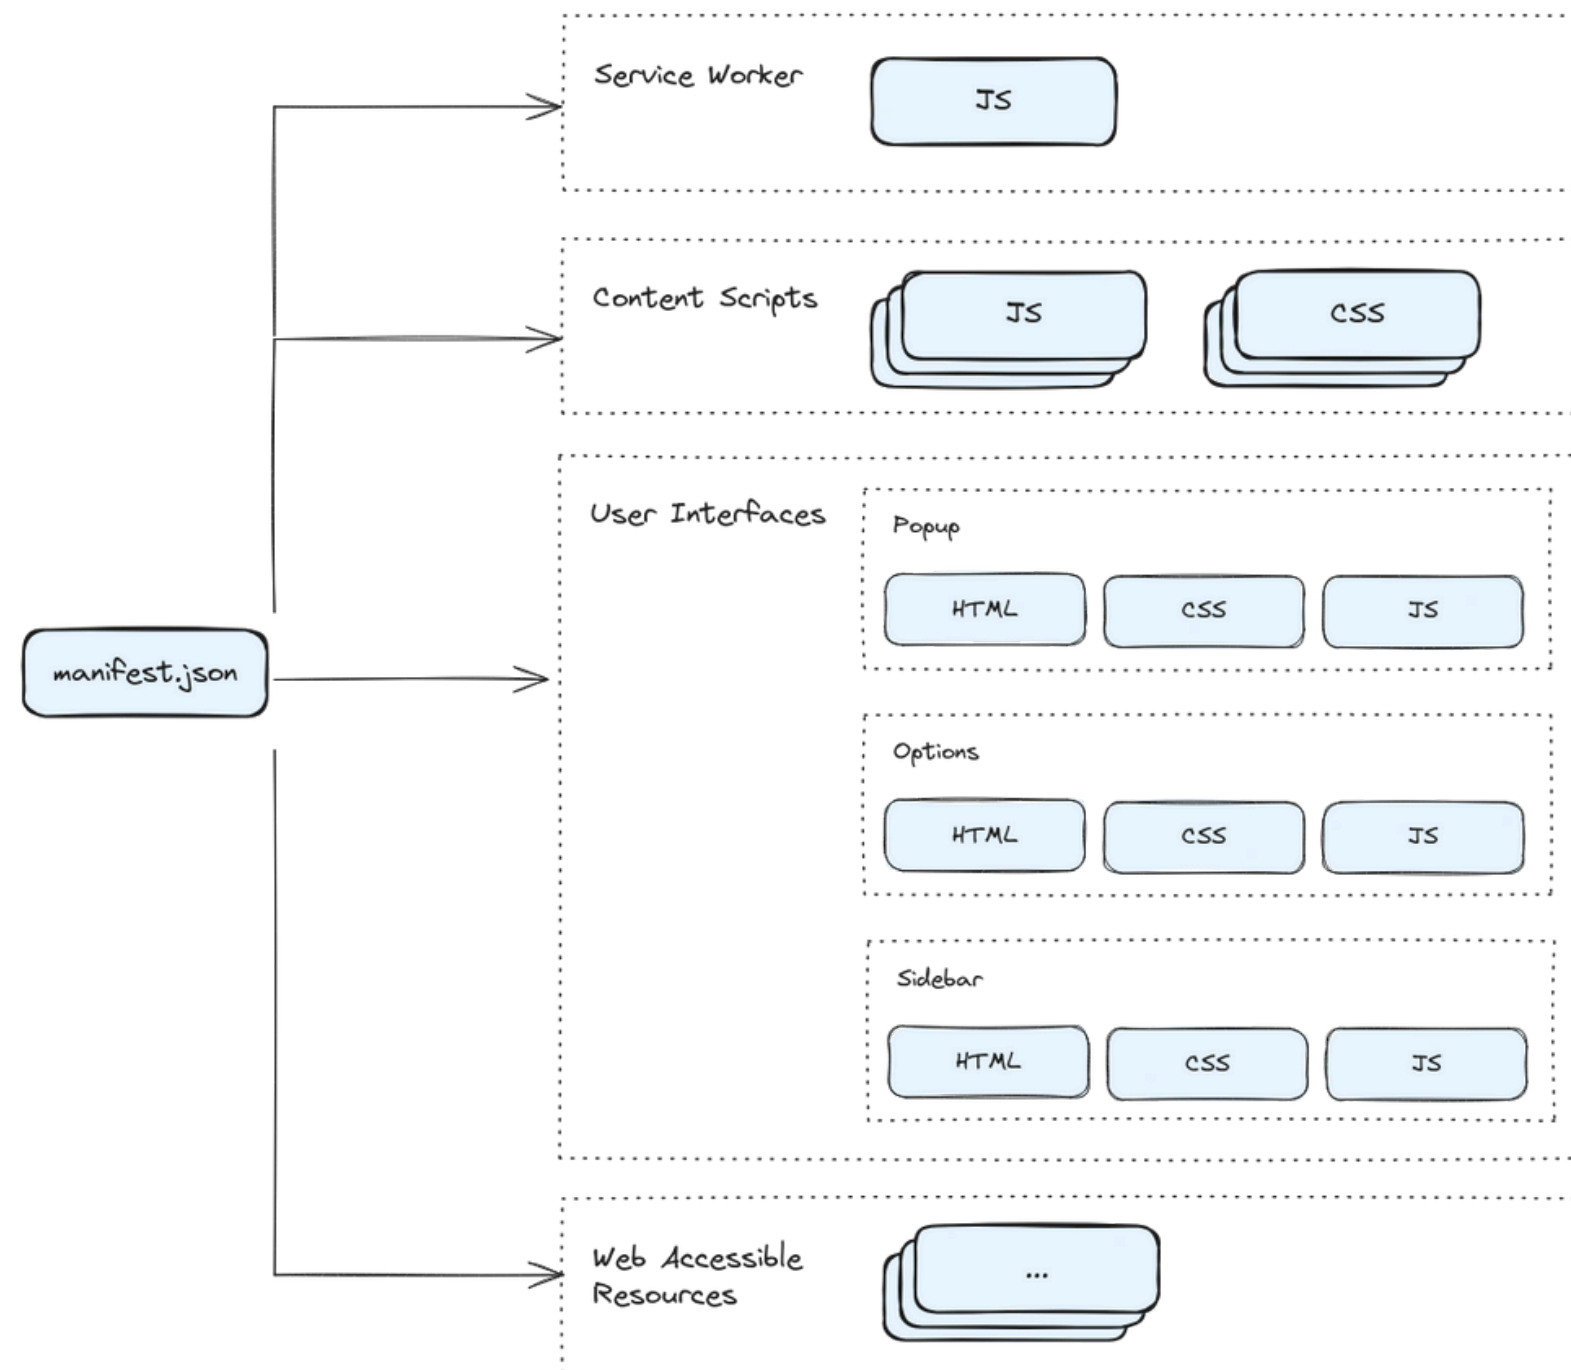 Service Worker
JS
Content Scripts
JS
CSS
User Interfaces
Popup
HTML
CSS
JS
manifest.json
Options
HTML
CSS
JS
Sidebar
HTML
CSS
JS
Web Accessible
Resources
...